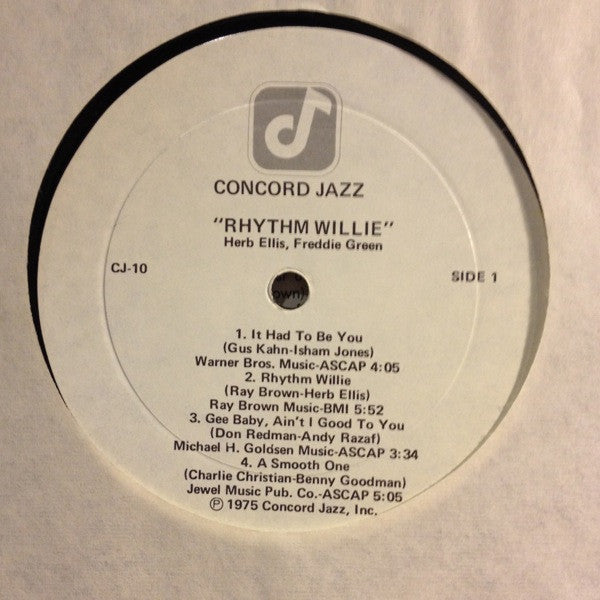 CONCORD JAZZ
"RHYTHM WILLIE"
Herb Ellis, Freddie Green
CJ-10
SIDE 1
own)
1. It Had To Be You
(Gus Kahn-Isham Jones)
Warner Bros. Music-ASCAP 4:05
2. Rhythm Willie
(Ray Brown-Herb Ellis)
Ray Brown Music-BMI 5:52
3. Gee Baby, Ain't I Good To You
(Don Redman-Andy Razaf)
Michael H. Goldsen Music-ASCAP 3:34
4. A Smooth One
(Charlie Christian-Benny Goodman)
Jewel Music Pub. Co.-ASCAP 5:05
Ⓟ 1975 Concord Jazz, Inc.